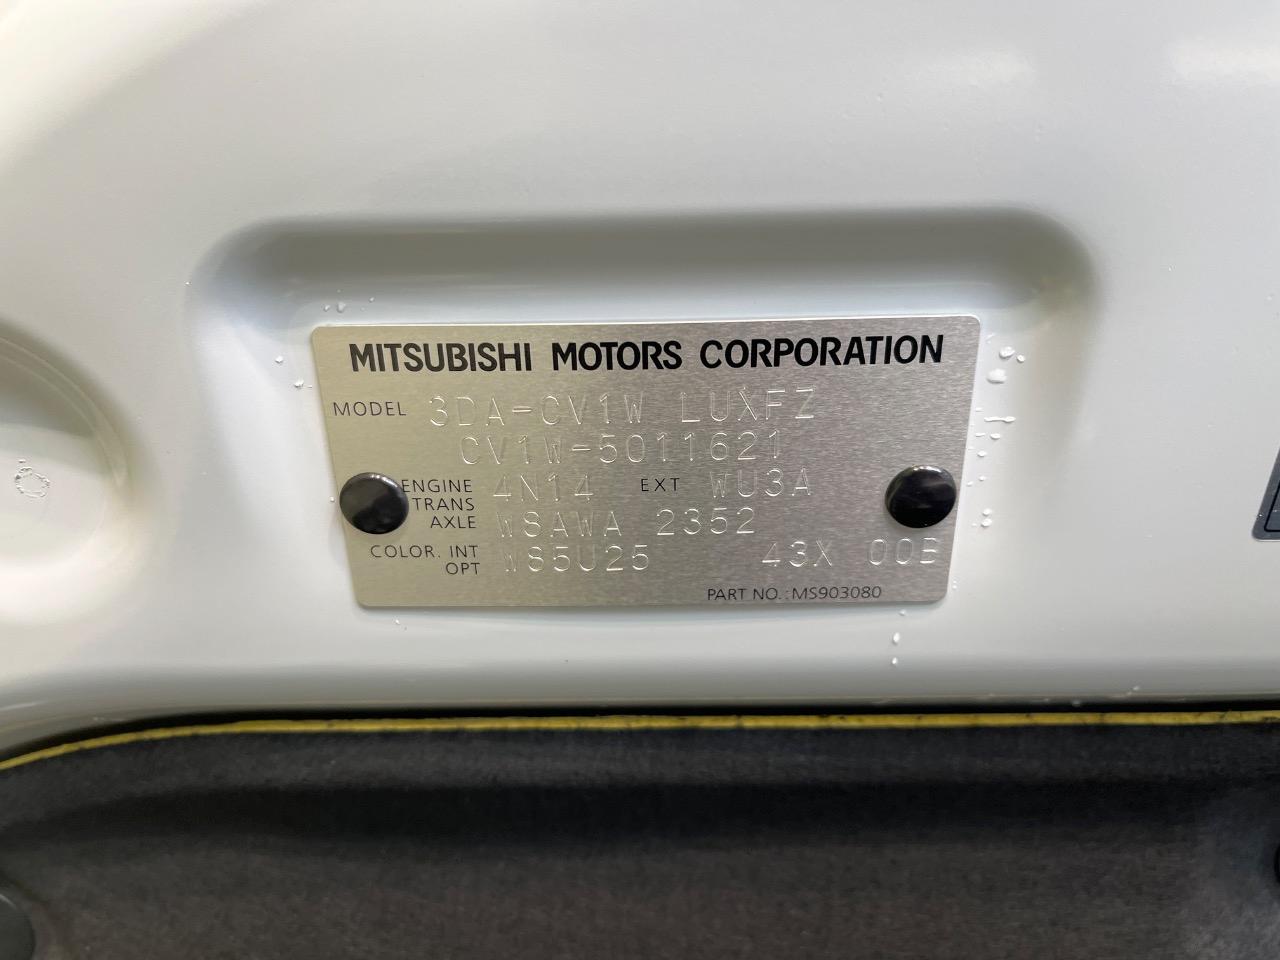 MITSUBISHI MOTORS CORPORATION
MODEL 3DA-CV1W LUXFZ
CV1W-5011621
ENGINE 4N14 EXT WU3A
TRANS AXLE W8AWA 2352
COLOR. INT OPT W85U25 43X 00B
PART NO.:MS903080